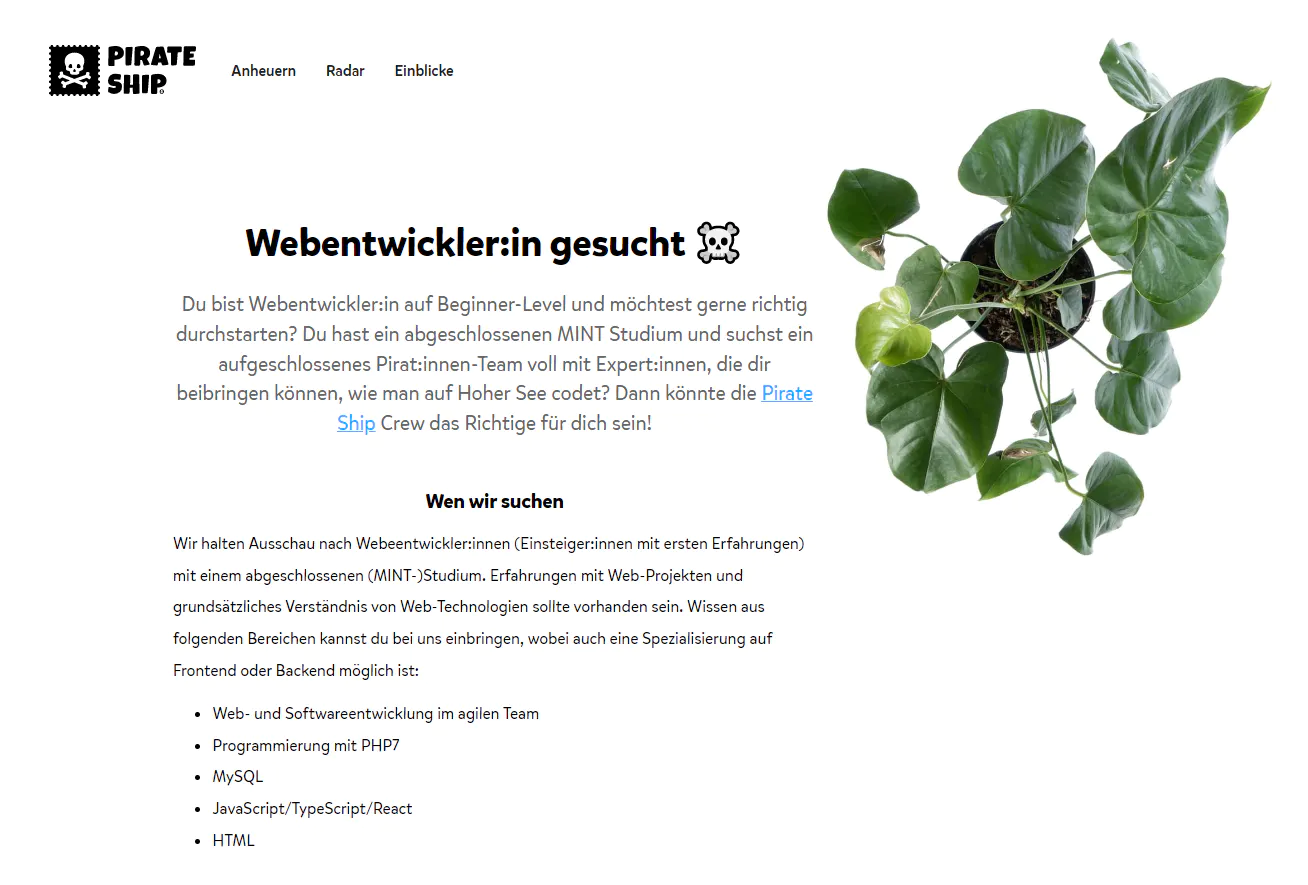 PIRATE
SHIP
Anheuern Radar Einblicke
Webentwickler:in gesucht ☠️
Du bist Webentwickler:in auf Beginner-Level und möchtest gerne richtig
durchstarten? Du hast ein abgeschlossenen MINT Studium und suchst ein
aufgeschlossenes Pirat:innen-Team voll mit Expert:innen, die dir
beibringen können, wie man auf Hoher See codet? Dann könnte die Pirate
Ship Crew das Richtige für dich sein!
Wen wir suchen
Wir halten Ausschau nach Webeentwickler:innen (Einsteiger:innen mit ersten Erfahrungen)
mit einem abgeschlossenen (MINT-)Studium. Erfahrungen mit Web-Projekten und
grundsätzliches Verständnis von Web-Technologien sollte vorhanden sein. Wissen aus
folgenden Bereichen kannst du bei uns einbringen, wobei auch eine Spezialisierung auf
Frontend oder Backend möglich ist:
• Web- und Softwareentwicklung im agilen Team
• Programmierung mit PHP7
• MySQL
• JavaScript/TypeScript/React
• HTML